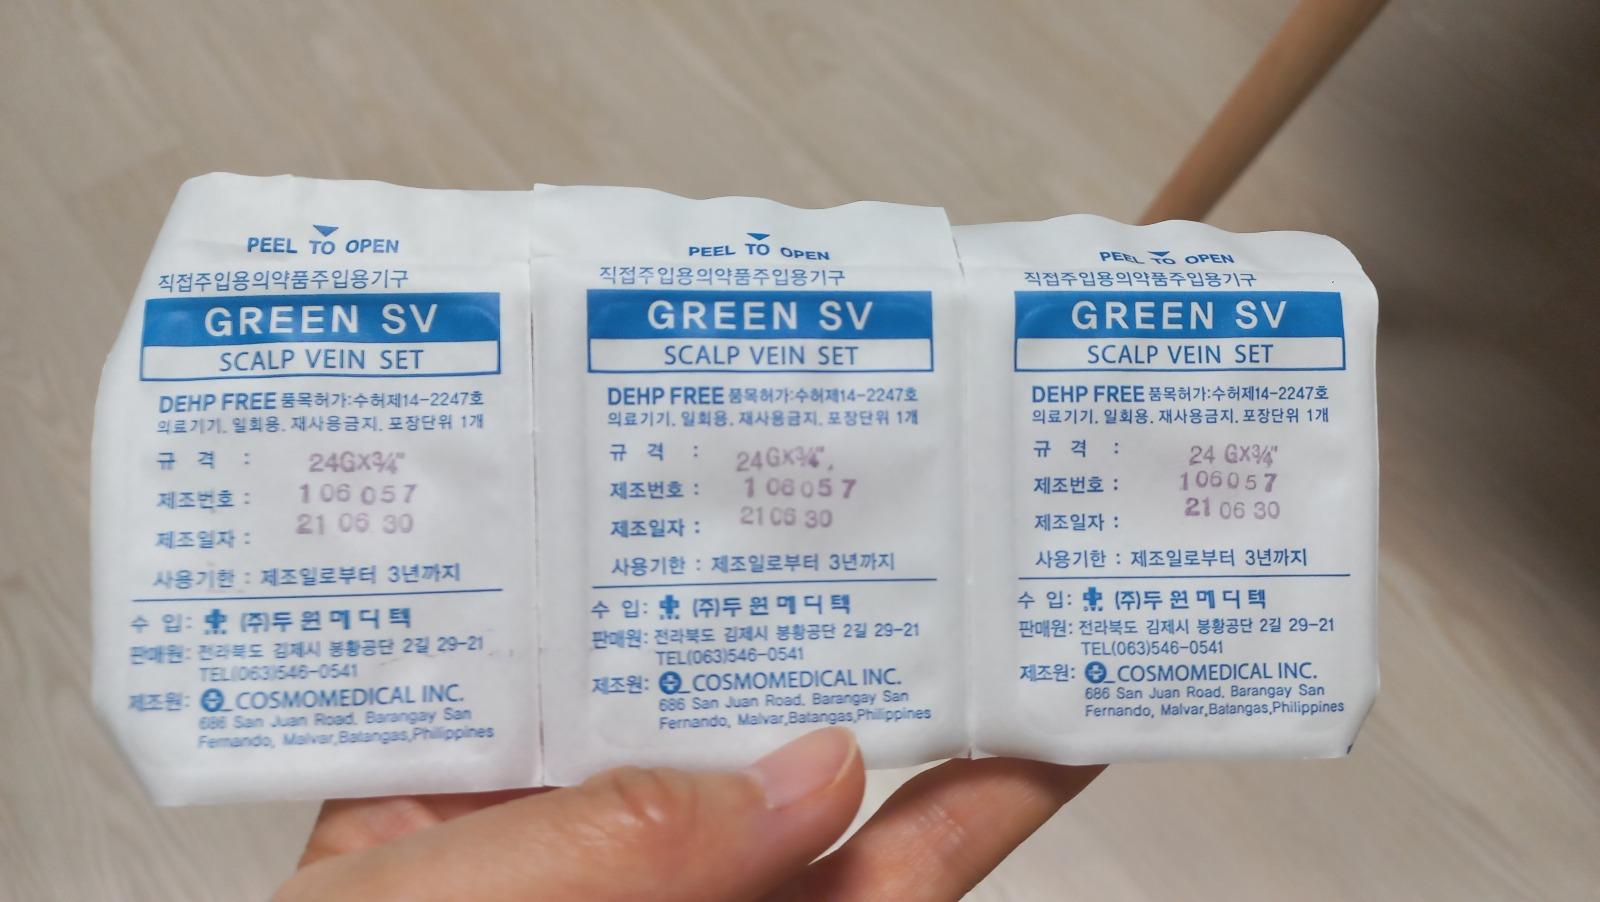 PEEL TO OPEN
직접주입용의약품주입용기구
GREEN SV
SCALP VEIN SET
DEHP FREE 품목허가:수허제14-2247호
의료기기, 일회용, 재사용금지, 포장단위 1개
규 격 : 24GX3/4"
제조번호 : 106057
제조일자 : 21 06 30
사용기한 : 제조일로부터 3년까지
수 입: (주)두원메디텍
판매원: 전라북도 김제시 봉황공단 2길 29-21
TEL(063)546-0541
제조원: COSMOMEDICAL INC.
686 San Juan Road, Barangay San
Fernando, Malvar,Batangas,Philippines
PEEL TO OPEN
직접주입용의약품주입용기구
GREEN SV
SCALP VEIN SET
DEHP FREE 품목허가:수허제14-2247호
의료기기, 일회용, 재사용금지, 포장단위 1개
규 격 : 24GX3/4"
제조번호 : 106057
제조일자 : 21 06 30
사용기한 : 제조일로부터 3년까지
수 입: (주)두원메디텍
판매원: 전라북도 김제시 봉황공단 2길 29-21
TEL(063)546-0541
제조원: COSMOMEDICAL INC.
686 San Juan Road, Barangay San
Fernando, Malvar,Batangas,Philippines
PEEL TO OPEN
직접주입용의약품주입용기구
GREEN SV
SCALP VEIN SET
DEHP FREE 품목허가:수허제14-2247호
의료기기, 일회용, 재사용금지, 포장단위 1개
규 격 : 24 GX3/4"
제조번호 : 106057
제조일자 : 21 06 30
사용기한 : 제조일로부터 3년까지
수 입: (주)두원메디텍
판매원: 전라북도 김제시 봉황공단 2길 29-21
TEL(063)546-0541
제조원: COSMOMEDICAL INC.
686 San Juan Road, Barangay San
Fernando, Malvar,Batangas,Philippines